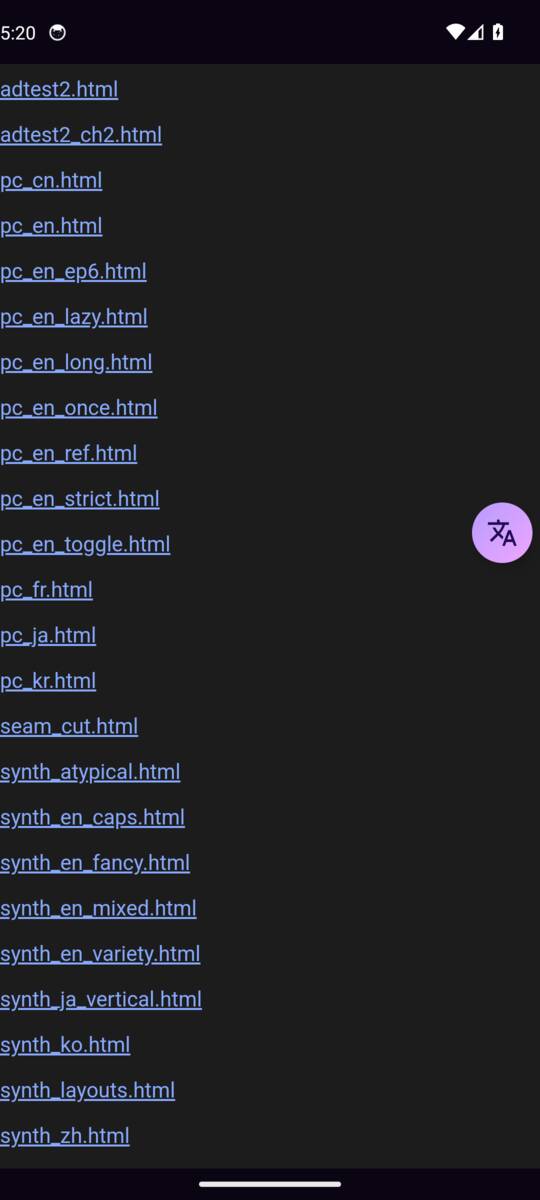 5:20
adtest2.html
adtest2_ch2.html
pc_cn.html
pc_en.html
pc_en_ep6.html
pc_en_lazy.html
pc_en_long.html
pc_en_once.html
pc_en_ref.html
pc_en_strict.html
pc_en_toggle.html
pc_fr.html
pc_ja.html
pc_kr.html
seam_cut.html
synth_atypical.html
synth_en_caps.html
synth_en_fancy.html
synth_en_mixed.html
synth_en_variety.html
synth_ja_vertical.html
synth_ko.html
synth_layouts.html
synth_zh.html